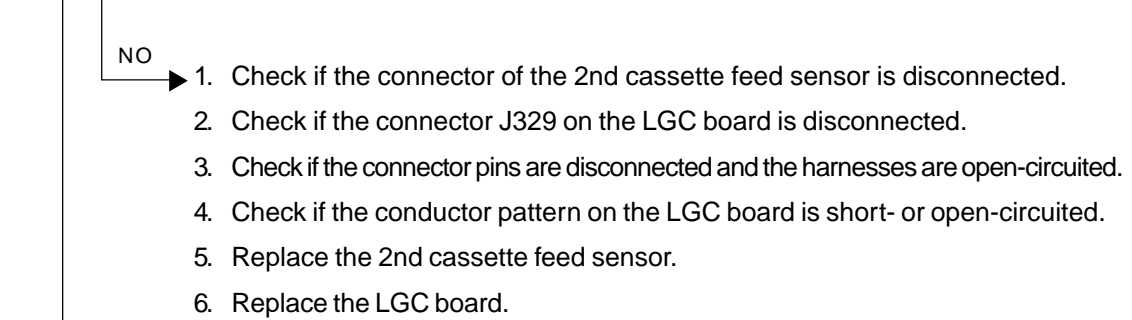 NO
1. Check if the connector of the 2nd cassette feed sensor is disconnected.
2. Check if the connector J329 on the LGC board is disconnected.
3. Check if the connector pins are disconnected and the harnesses are open-circuited.
4. Check if the conductor pattern on the LGC board is short- or open-circuited.
5. Replace the 2nd cassette feed sensor.
6. Replace the LGC board.